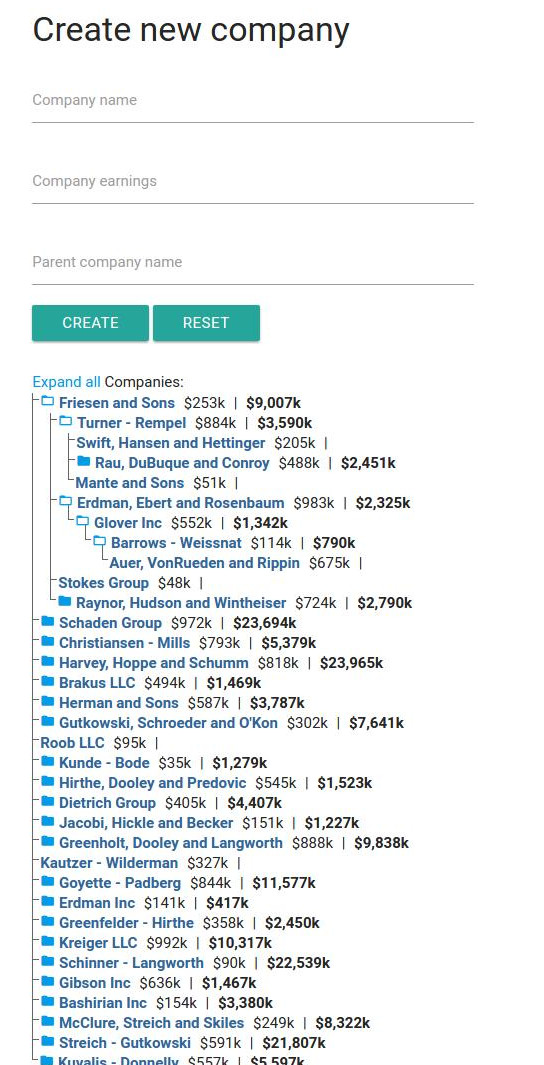 Create new company
Company name
Company earnings
Parent company name
CREATE RESET
Expand all Companies:
Friesen and Sons $253k | $9,007k
Turner - Rempel $884k | $3,590k
Swift, Hansen and Hettinger $205k |
Rau, DuBuque and Conroy $488k | $2,451k
Mante and Sons $51k |
Erdman, Ebert and Rosenbaum $983k | $2,325k
Glover Inc $552k | $1,342k
Barrows - Weissnat $114k | $790k
Auer, VonRueden and Rippin $675k |
Stokes Group $48k |
Raynor, Hudson and Wintheiser $724k | $2,790k
Schaden Group $972k | $23,694k
Christiansen - Mills $793k | $5,379k
Harvey, Hoppe and Schumm $818k | $23,965k
Brakus LLC $494k | $1,469k
Herman and Sons $587k | $3,787k
Gutkowski, Schroeder and O'Kon $302k | $7,641k
Roob LLC $95k |
Kunde - Bode $35k | $1,279k
Hirthe, Dooley and Predovic $545k | $1,523k
Dietrich Group $405k | $4,407k
Jacobi, Hickle and Becker $151k | $1,227k
Greenholt, Dooley and Langworth $888k | $9,838k
Kautzer - Wilderman $327k |
Goyette - Padberg $844k | $11,577k
Erdman Inc $141k | $417k
Greenfelder - Hirthe $358k | $2,450k
Kreiger LLC $992k | $10,317k
Schinner - Langworth $90k | $22,539k
Gibson Inc $636k | $1,467k
Bashirian Inc $154k | $3,380k
McClure, Streich and Skiles $249k | $8,322k
Streich - Gutkowski $591k | $21,807k
Kuvalis - Donnelly $557k | $5,597k